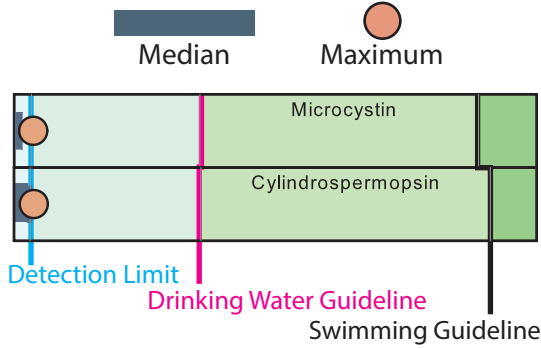 Median
Maximum
Microcystin
Cylindrospermopsin
Detection Limit
Drinking Water Guideline
Swimming Guideline